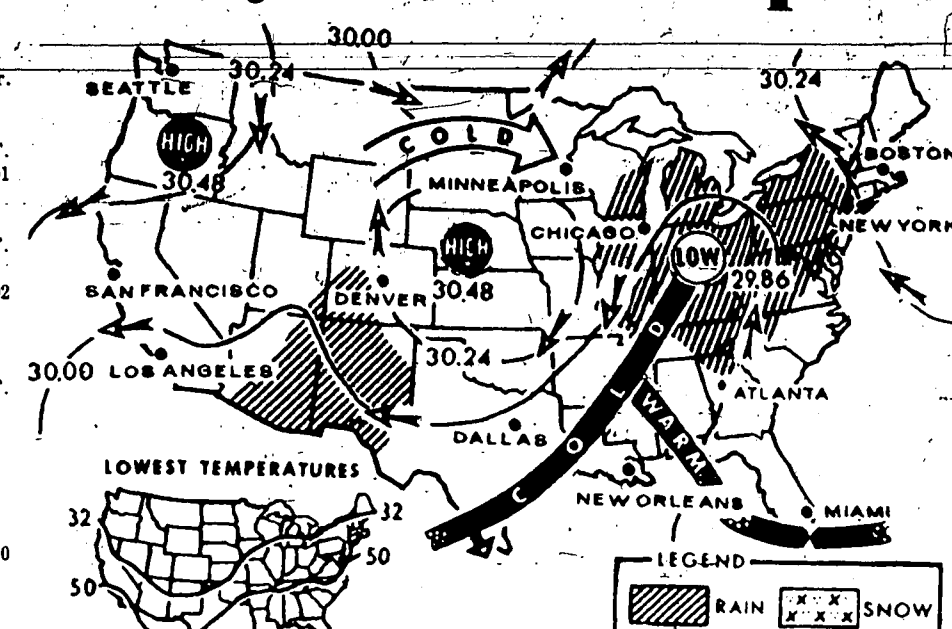 30.00
30.24
30.24
SEATTLE
HIGH
30.48
COLD
BOSTON
MINNEAPOLIS
NEW YORK
CHICAGO
HIGH
LOW
29.86
SAN FRANCISCO
DENVER
30.48
30.24
30.00
LOS ANGELES
ATLANTA
COLD
WARM
DALLAS
LOWEST TEMPERATURES
NEW ORLEANS
MIAMI
32
32
50
50
LEGEND
RAIN
SNOW